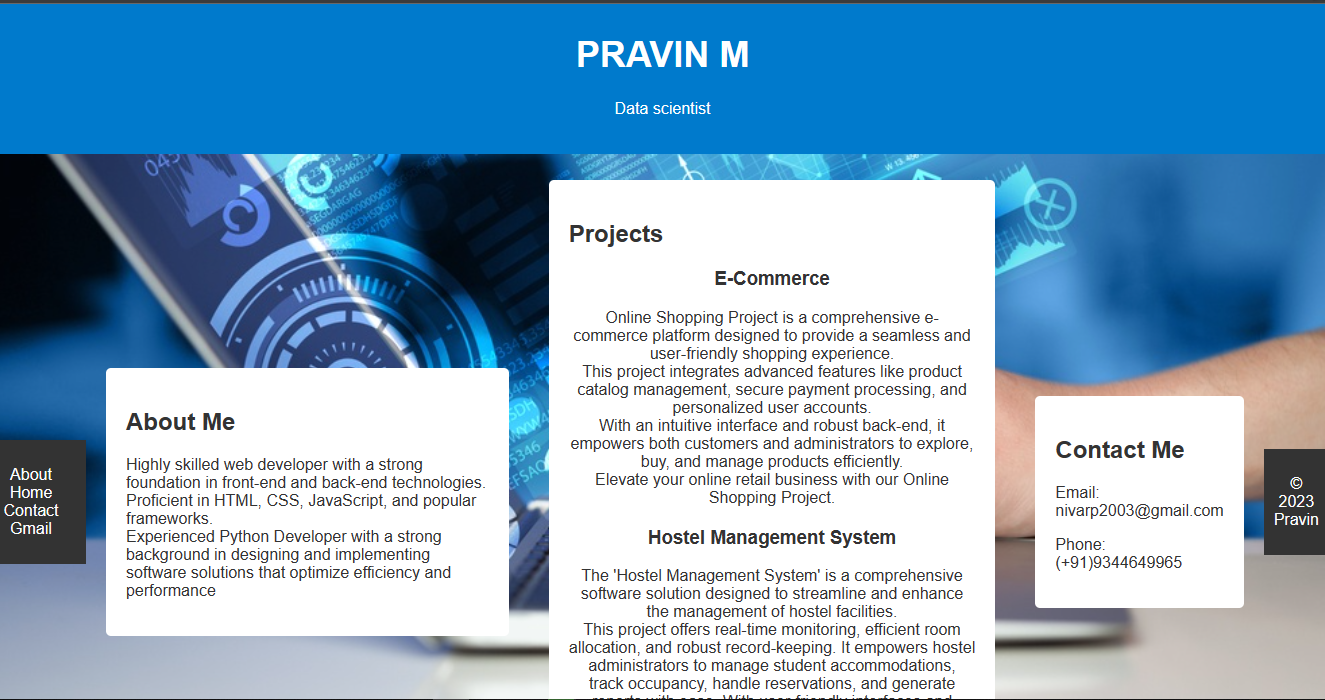 PRAVIN M
Data scientist
About
Home
Contact
Gmail
About Me
Highly skilled web developer with a strong
foundation in front-end and back-end technologies.
Proficient in HTML, CSS, JavaScript, and popular
frameworks.
Experienced Python Developer with a strong
background in designing and implementing
software solutions that optimize efficiency and
performance
Projects
E-Commerce
Online Shopping Project is a comprehensive e-
commerce platform designed to provide a seamless and
user-friendly shopping experience.
This project integrates advanced features like product
catalog management, secure payment processing, and
personalized user accounts.
With an intuitive interface and robust back-end, it
empowers both customers and administrators to explore,
buy, and manage products efficiently.
Elevate your online retail business with our Online
Shopping Project.
Hostel Management System
The 'Hostel Management System' is a comprehensive
software solution designed to streamline and enhance
the management of hostel facilities.
This project offers real-time monitoring, efficient room
allocation, and robust record-keeping. It empowers hostel
administrators to manage student accommodations,
track occupancy, handle reservations, and generate
reports with ease. With user-friendly interfaces and
Contact Me
Email:
nivarp2003@gmail.com
Phone:
(+91)9344649965
©
2023
Pravin